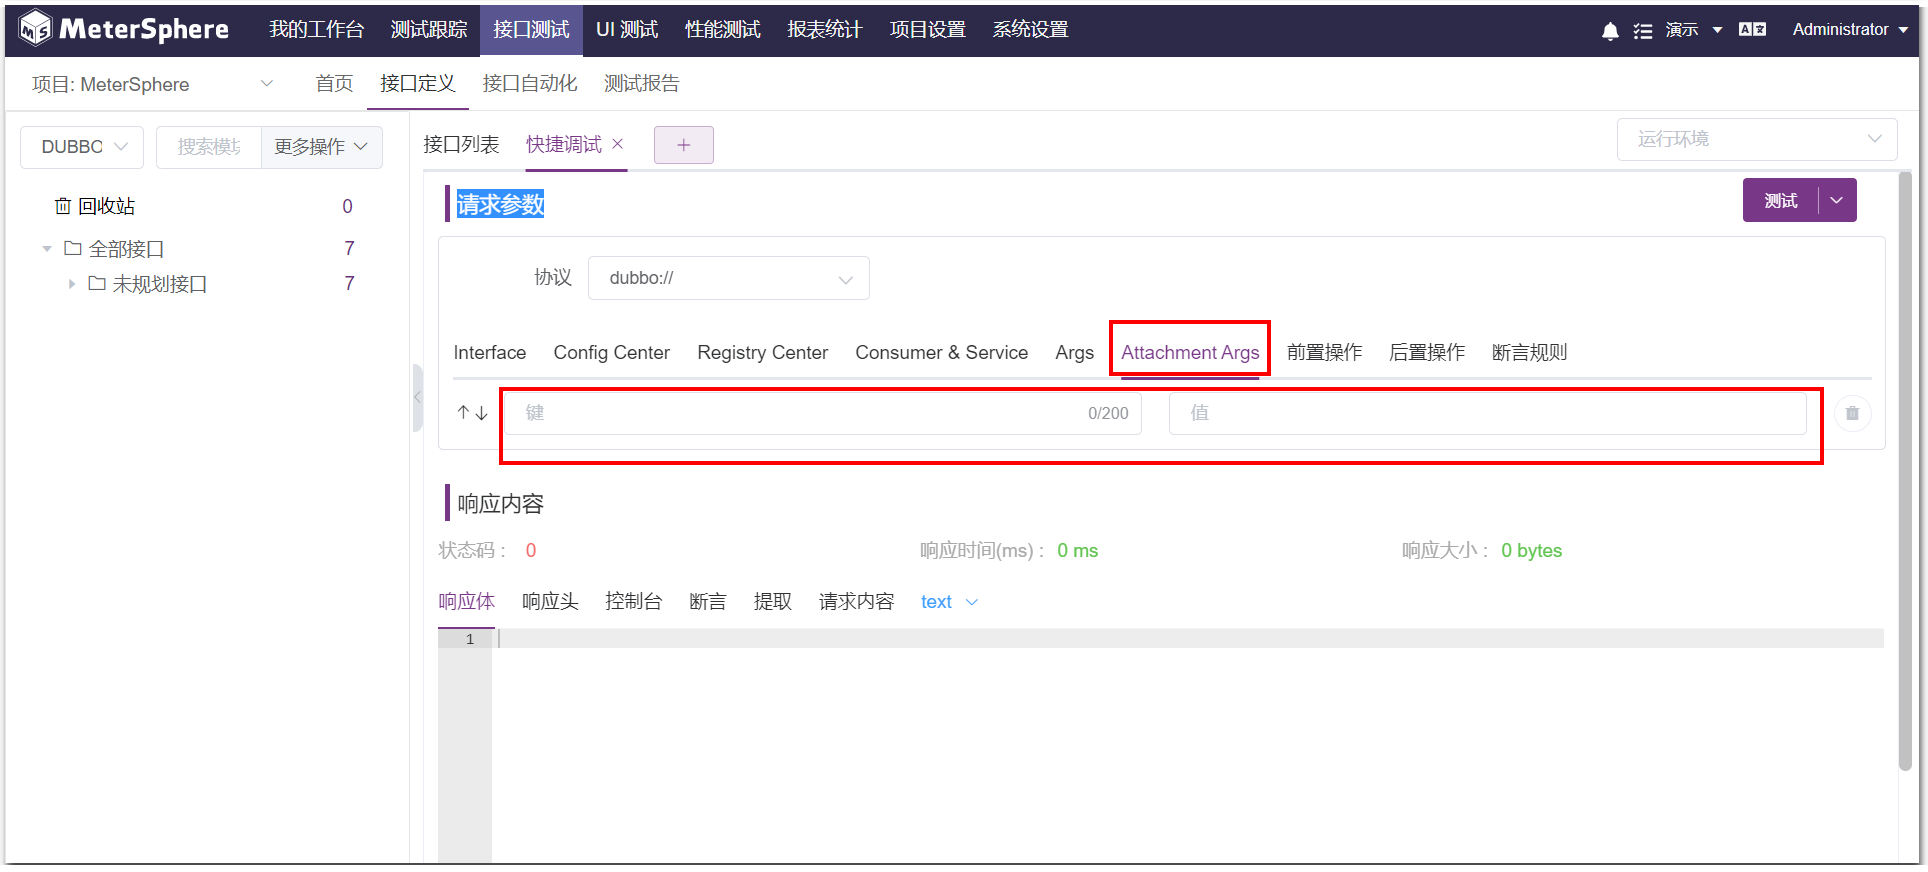 MeterSphere 我的工作台 测试跟踪 接口测试 UI 测试 性能测试 报表统计 项目设置 系统设置 演示 Administrator
项目: MeterSphere 首页 接口定义 接口自动化 测试报告
DUBBO 搜索模块 更多操作 接口列表 快捷调试 × + 运行环境
回收站 0 请求参数 测试
全部接口 7
未规划接口 7
协议 dubbo://
Interface Config Center Registry Center Consumer & Service Args Attachment Args 前置操作 后置操作 断言规则
键 0/200 值
响应内容
状态码： 0 响应时间(ms)： 0 ms 响应大小： 0 bytes
响应体 响应头 控制台 断言 提取 请求内容 text
1